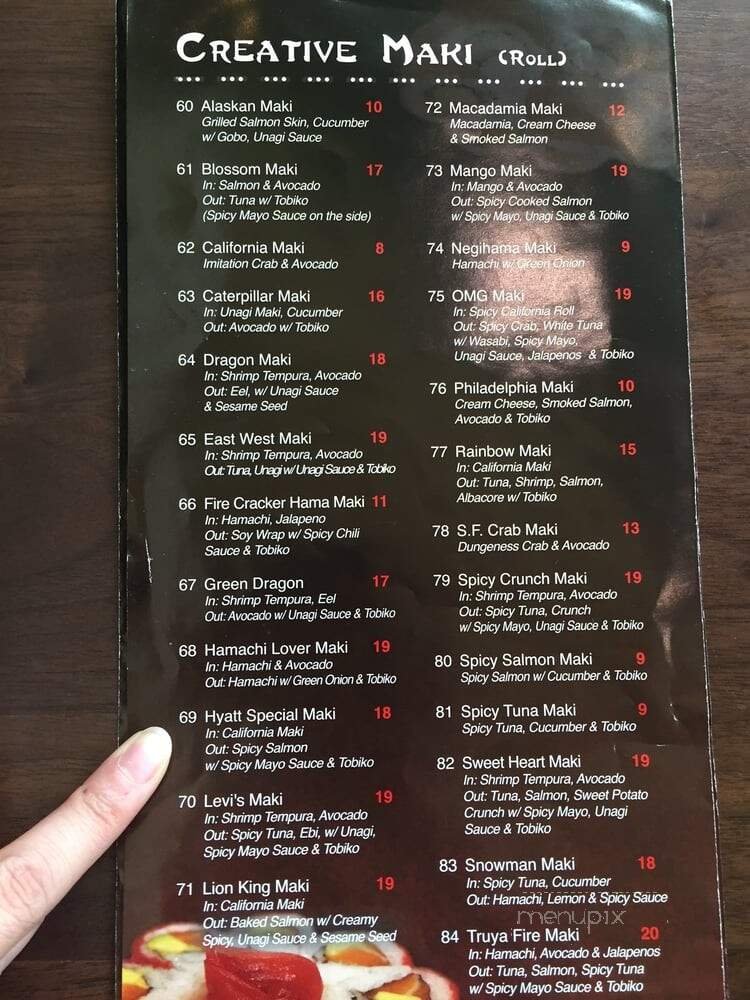 CREATIVE MAKI (ROLL)
60 Alaskan Maki 10
Grilled Salmon Skin, Cucumber
w/ Gobo, Unagi Sauce
61 Blossom Maki 17
In: Salmon & Avocado
Out: Tuna w/ Tobiko
(Spicy Mayo Sauce on the side)
62 California Maki 8
Imitation Crab & Avocado
63 Caterpillar Maki 16
In: Unagi Maki, Cucumber
Out: Avocado w/ Tobiko
64 Dragon Maki 18
In: Shrimp Tempura, Avocado
Out: Eel, w/ Unagi Sauce
& Sesame Seed
65 East West Maki 19
In: Shrimp Tempura, Avocado
Out: Tuna, Unagi w/ Unagi Sauce & Tobiko
66 Fire Cracker Hama Maki 11
In: Hamachi, Jalapeno
Out: Soy Wrap w/ Spicy Chili
Sauce & Tobiko
67 Green Dragon 17
In: Shrimp Tempura, Eel
Out: Avocado w/ Unagi Sauce & Tobiko
68 Hamachi Lover Maki 19
In: Hamachi & Avocado
Out: Hamachi w/ Green Onion & Tobiko
69 Hyatt Special Maki 18
In: California Maki
Out: Spicy Salmon
w/ Spicy Mayo Sauce & Tobiko
70 Levi's Maki 19
In: Shrimp Tempura, Avocado
Out: Spicy Tuna, Ebi, w/ Unagi,
Spicy Mayo Sauce & Tobiko
71 Lion King Maki 19
In: California Maki
Out: Baked Salmon w/ Creamy
Spicy, Unagi Sauce & Sesame Seed
72 Macadamia Maki 12
Macadamia, Cream Cheese
& Smoked Salmon
73 Mango Maki 19
In: Mango & Avocado
Out: Spicy Cooked Salmon
w/ Spicy Mayo, Unagi Sauce & Tobiko
74 Negihama Maki 9
Hamachi w/ Green Onion
75 OMG Maki 19
In: Spicy California Roll
Out: Spicy Crab, White Tuna
w/ Wasabi, Spicy Mayo,
Unagi Sauce, Jalapenos & Tobiko
76 Philadelphia Maki 10
Cream Cheese, Smoked Salmon,
Avocado & Tobiko
77 Rainbow Maki 15
In: California Maki
Out: Tuna, Shrimp, Salmon,
Albacore w/ Tobiko
78 S.F. Crab Maki 13
Dungeness Crab & Avocado
79 Spicy Crunch Maki 19
In: Shrimp Tempura, Avocado
Out: Spicy Tuna, Crunch
w/ Spicy Mayo, Unagi Sauce & Tobiko
80 Spicy Salmon Maki 9
Spicy Salmon w/ Cucumber & Tobiko
81 Spicy Tuna Maki 9
Spicy Tuna, Cucumber & Tobiko
82 Sweet Heart Maki 19
In: Shrimp Tempura, Avocado
Out: Tuna, Salmon, Sweet Potato
Crunch w/ Spicy Mayo, Unagi
Sauce & Tobiko
83 Snowman Maki 18
In: Spicy Tuna, Cucumber
Out: Hamachi, Lemon & Spicy Sauce
menupix
84 Truya Fire Maki 20
In: Hamachi, Avocado & Jalapenos
Out: Tuna, Salmon, Spicy Tuna
w/ Spicy Mayo Sauce & Tobiko